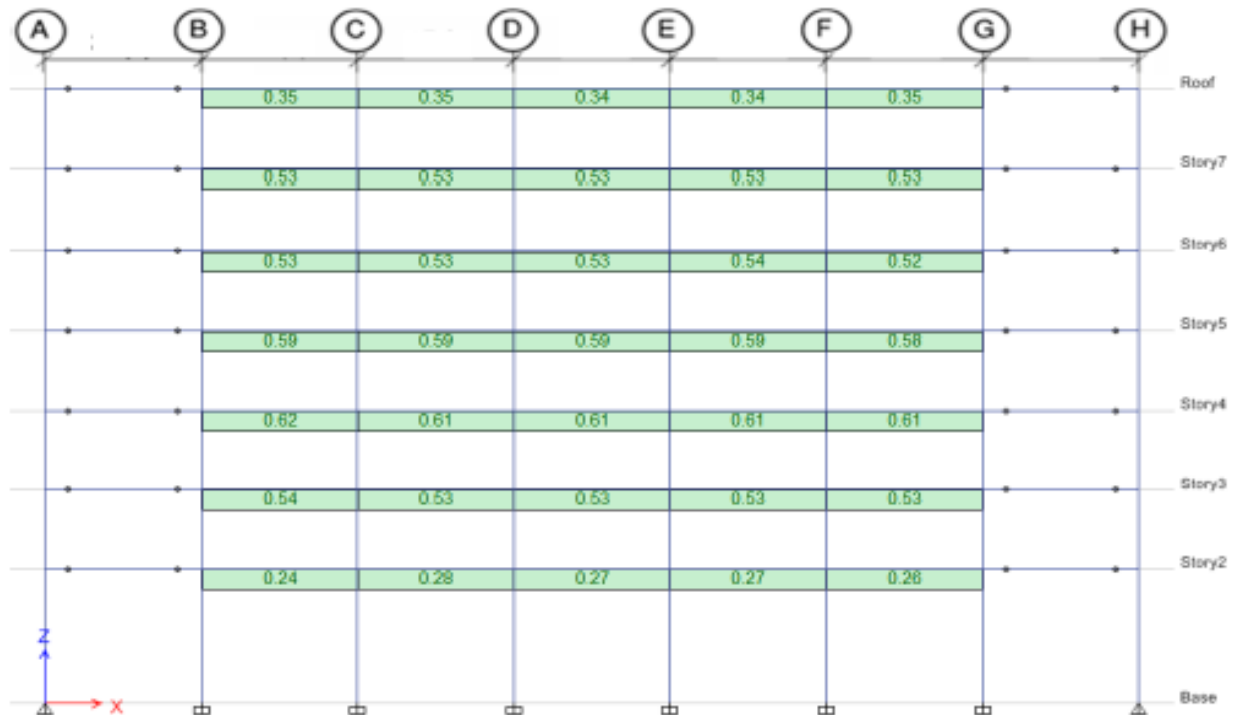 A B C D E F G H
Roof
0.35 0.35 0.34 0.34 0.35
Story7
0.53 0.53 0.53 0.53 0.53
Story6
0.53 0.53 0.53 0.54 0.52
Story5
0.59 0.59 0.59 0.59 0.58
Story4
0.62 0.61 0.61 0.61 0.61
Story3
0.54 0.53 0.53 0.53 0.53
Story2
0.24 0.28 0.27 0.27 0.26
Z
Base
X